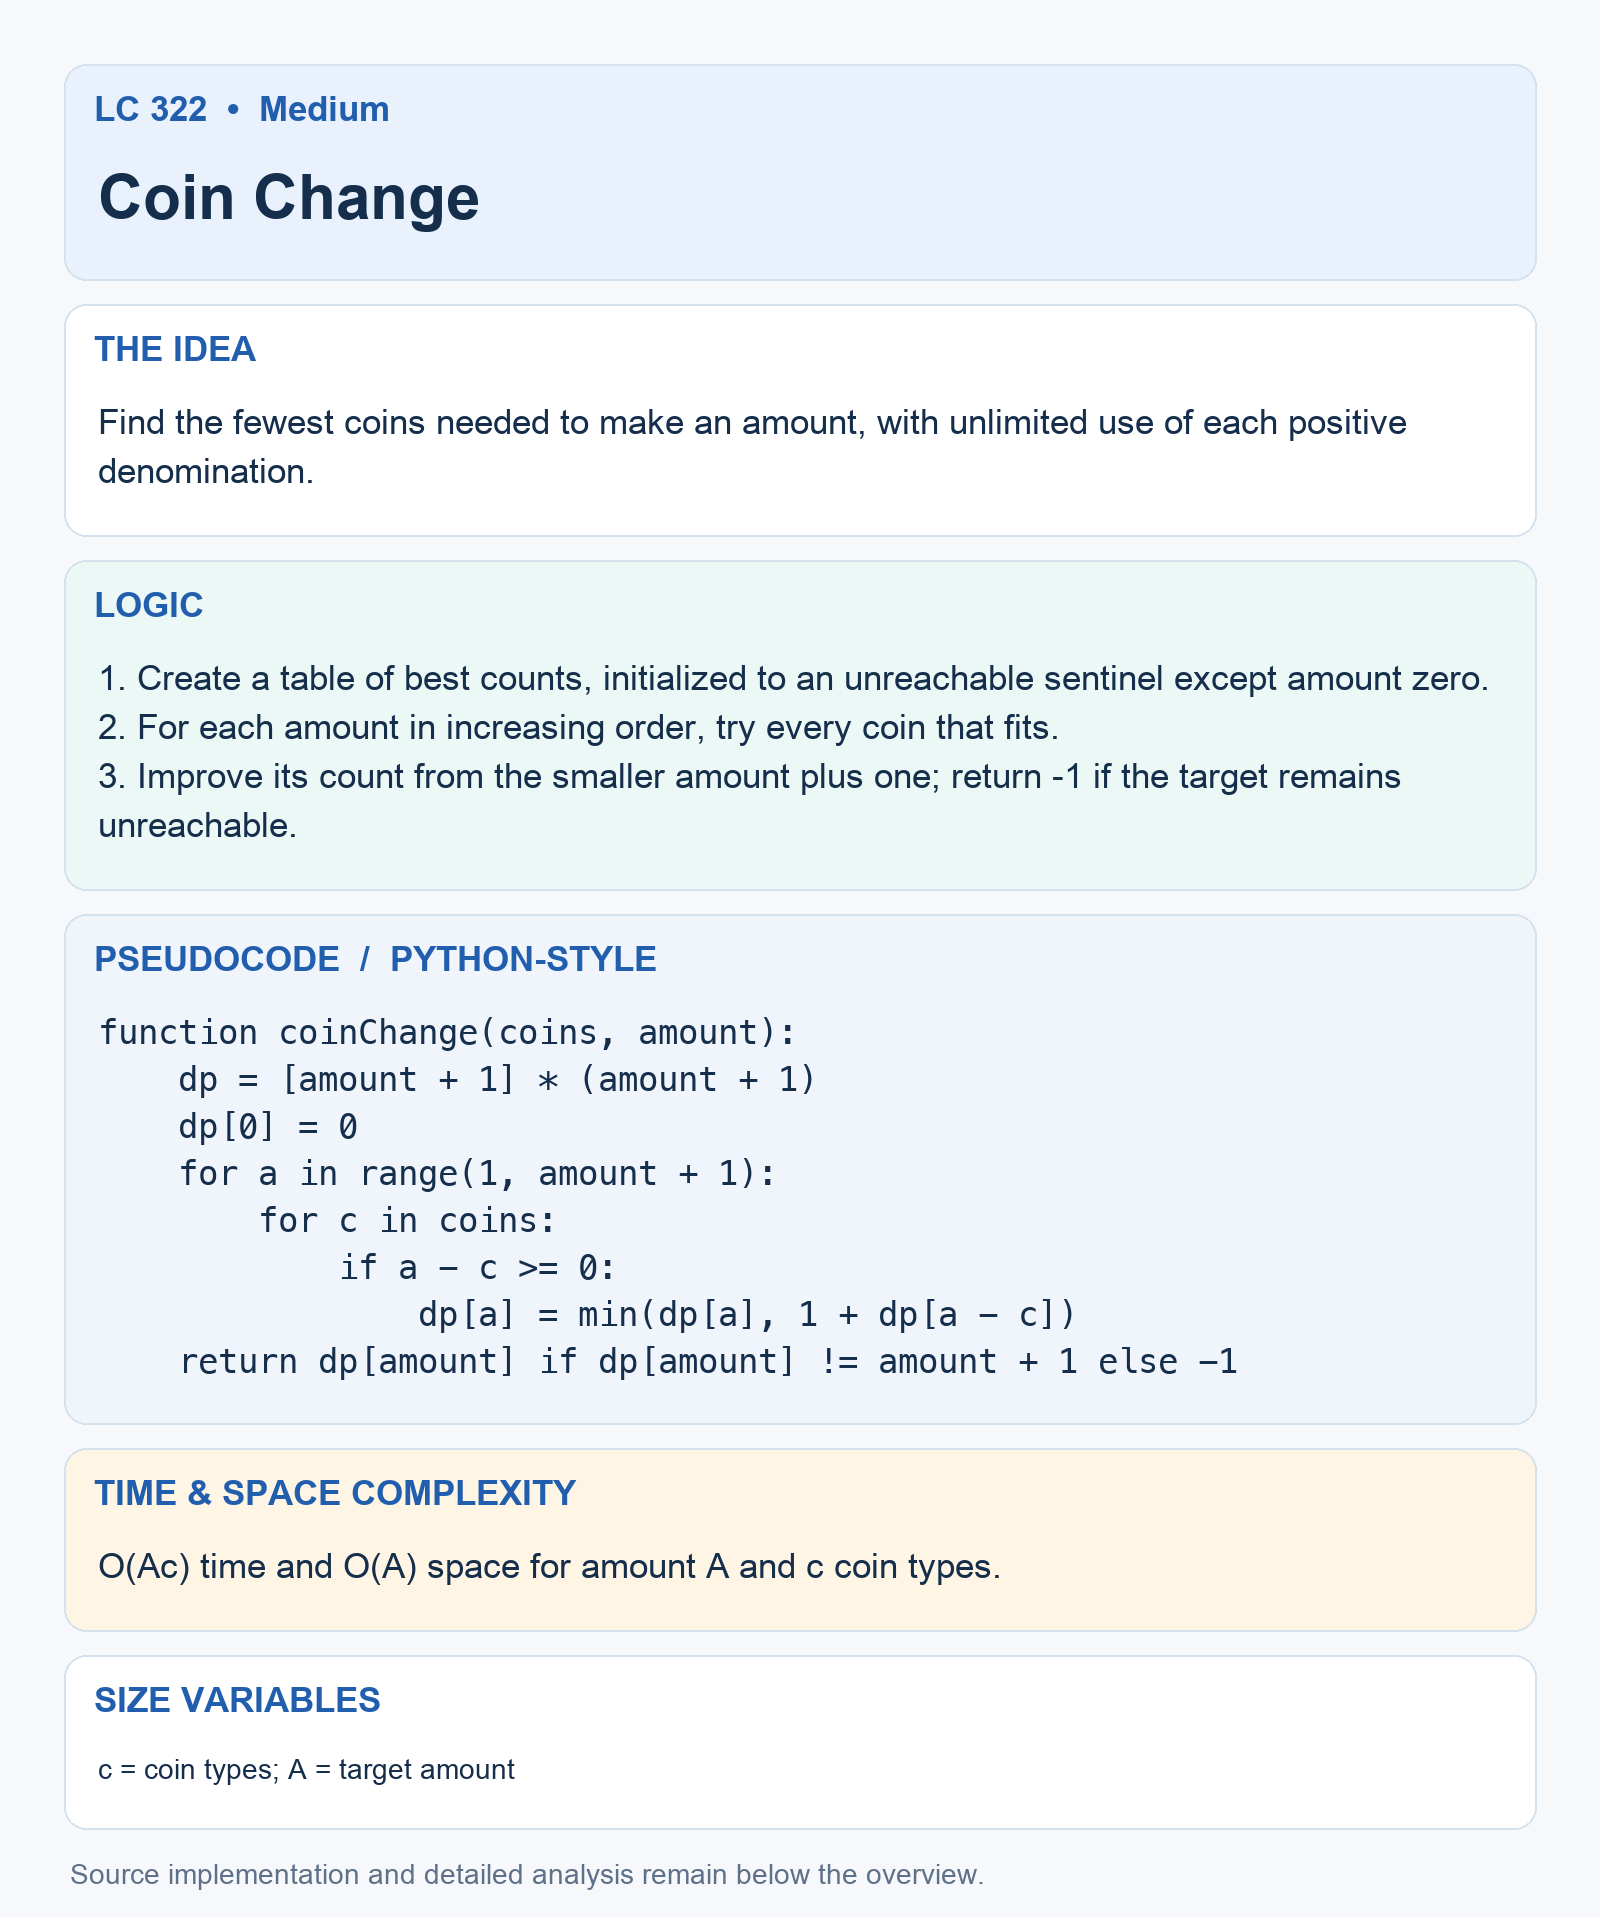 LC 322 • Medium
Coin Change
THE IDEA
Find the fewest coins needed to make an amount, with unlimited use of each positive
denomination.
LOGIC
1. Create a table of best counts, initialized to an unreachable sentinel except amount zero.
2. For each amount in increasing order, try every coin that fits.
3. Improve its count from the smaller amount plus one; return -1 if the target remains
unreachable.
PSEUDOCODE / PYTHON-STYLE
function coinChange(coins, amount):
    dp = [amount + 1] * (amount + 1)
    dp[0] = 0
    for a in range(1, amount + 1):
        for c in coins:
            if a − c >= 0:
                dp[a] = min(dp[a], 1 + dp[a − c])
    return dp[amount] if dp[amount] != amount + 1 else −1
TIME & SPACE COMPLEXITY
O(Ac) time and O(A) space for amount A and c coin types.
SIZE VARIABLES
c = coin types; A = target amount
Source implementation and detailed analysis remain below the overview.